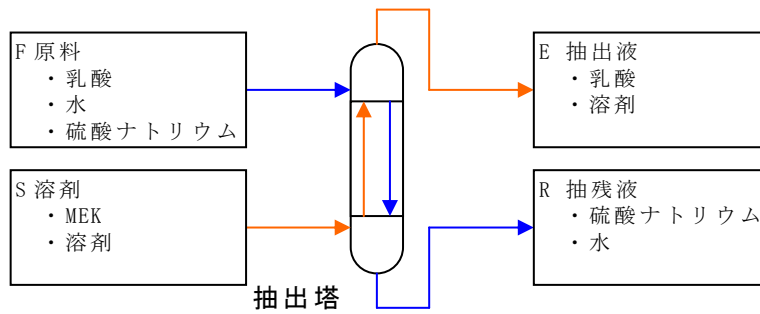 F 原料
・乳酸
・水
・硫酸ナトリウム
S 溶剤
・MEK
・溶剤
抽出塔
E 抽出液
・乳酸
・溶剤
R 抽残液
・硫酸ナトリウム
・水